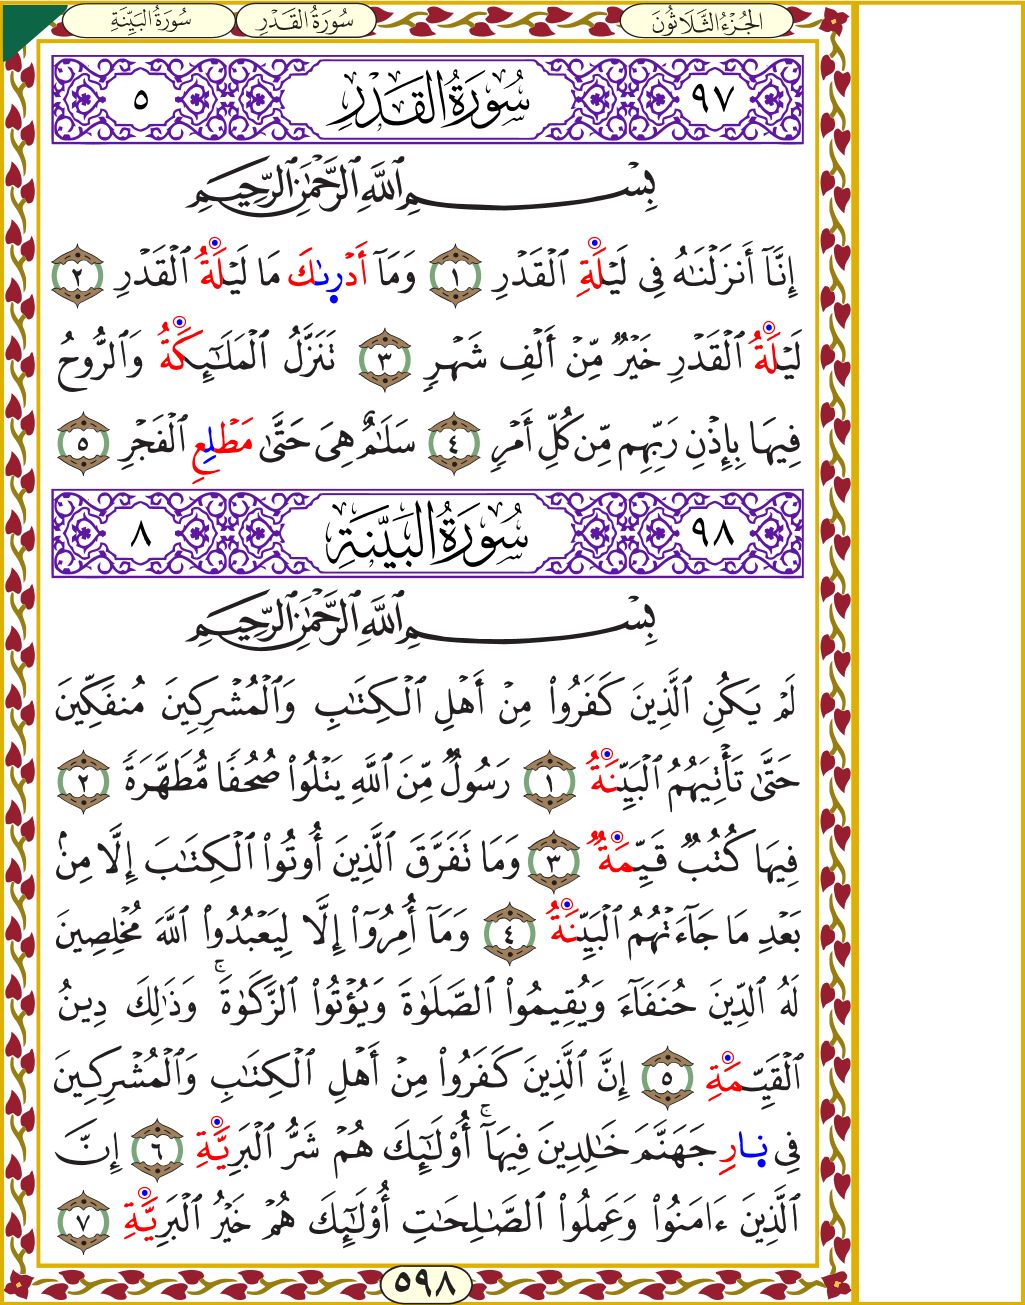 الجُزْءُ الثَّلَاثُونَ سُورَةُ القَدْرِ سُورَةُ البَيِّنَةِ
٩٧ سُورَةُ القَدْرِ ٥
بِسْمِ ٱللَّهِ ٱلرَّحْمَٰنِ ٱلرَّحِيمِ
إِنَّآ أَنزَلْنَٰهُ فِى لَيْلَةِ ٱلْقَدْرِ ١ وَمَآ أَدْرَىٰكَ مَا لَيْلَةُ ٱلْقَدْرِ ٢
لَيْلَةُ ٱلْقَدْرِ خَيْرٌ مِّنْ أَلْفِ شَهْرٍ ٣ تَنَزَّلُ ٱلْمَلَٰٓئِكَةُ وَٱلرُّوحُ
فِيهَا بِإِذْنِ رَبِّهِم مِّن كُلِّ أَمْرٍ ٤ سَلَٰمٌ هِىَ حَتَّىٰ مَطْلِعِ ٱلْفَجْرِ ٥
٩٨ سُورَةُ البَيِّنَةِ ٨
بِسْمِ ٱللَّهِ ٱلرَّحْمَٰنِ ٱلرَّحِيمِ
لَمْ يَكُنِ ٱلَّذِينَ كَفَرُوا۟ مِنْ أَهْلِ ٱلْكِتَٰبِ وَٱلْمُشْرِكِينَ مُنفَكِّينَ
حَتَّىٰ تَأْتِيَهُمُ ٱلْبَيِّنَةُ ١ رَسُولٌ مِّنَ ٱللَّهِ يَتْلُوا۟ صُحُفًا مُّطَهَّرَةً ٢
فِيهَا كُتُبٌ قَيِّمَةٌ ٣ وَمَا تَفَرَّقَ ٱلَّذِينَ أُوتُوا۟ ٱلْكِتَٰبَ إِلَّا مِنۢ
بَعْدِ مَا جَآءَتْهُمُ ٱلْبَيِّنَةُ ٤ وَمَآ أُمِرُوٓا۟ إِلَّا لِيَعْبُدُوا۟ ٱللَّهَ مُخْلِصِينَ
لَهُ ٱلدِّينَ حُنَفَآءَ وَيُقِيمُوا۟ ٱلصَّلَوٰةَ وَيُؤْتُوا۟ ٱلزَّكَوٰةَ ۚ وَذَٰلِكَ دِينُ
ٱلْقَيِّمَةِ ٥ إِنَّ ٱلَّذِينَ كَفَرُوا۟ مِنْ أَهْلِ ٱلْكِتَٰبِ وَٱلْمُشْرِكِينَ
فِى نَارِ جَهَنَّمَ خَٰلِدِينَ فِيهَآ ۚ أُو۟لَٰٓئِكَ هُمْ شَرُّ ٱلْبَرِيَّةِ ٦ إِنَّ
ٱلَّذِينَ ءَامَنُوا۟ وَعَمِلُوا۟ ٱلصَّٰلِحَٰتِ أُو۟لَٰٓئِكَ هُمْ خَيْرُ ٱلْبَرِيَّةِ ٧
٥٩٨